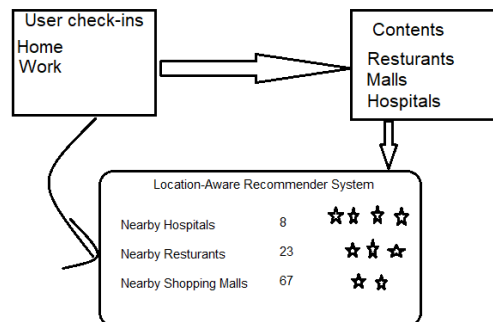 User check-ins
Home
Work
Contents
Resturants
Malls
Hospitals
Location-Aware Recommender System
Nearby Hospitals 8
Nearby Resturants 23
Nearby Shopping Malls 67